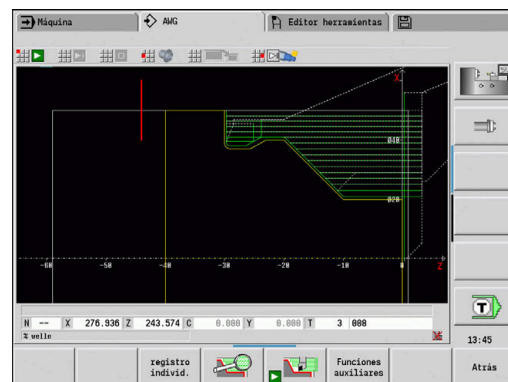 Máquina
AWG
Editor herramientas
X
ø40
ø20
-60 -50 -40 -30 -20 -10 0 Z
N -- X 276.936 Z 243.574 C 0.000 Y 0.000 T 3 008
% welle
T
13:45
registro individ.
Funciones auxiliares
Atrás